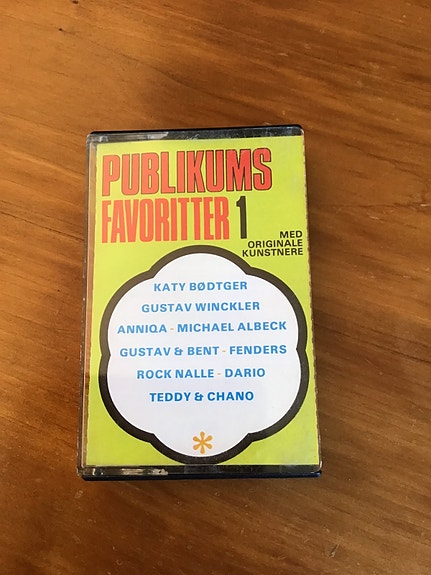 PUBLIKUMS
FAVORITTER 1
MED
ORIGINALE
KUNSTNERE
KATY BØDTGER
GUSTAV WINCKLER
ANNIQA - MICHAEL ALBECK
GUSTAV & BENT - FENDERS
ROCK NALLE - DARIO
TEDDY & CHANO